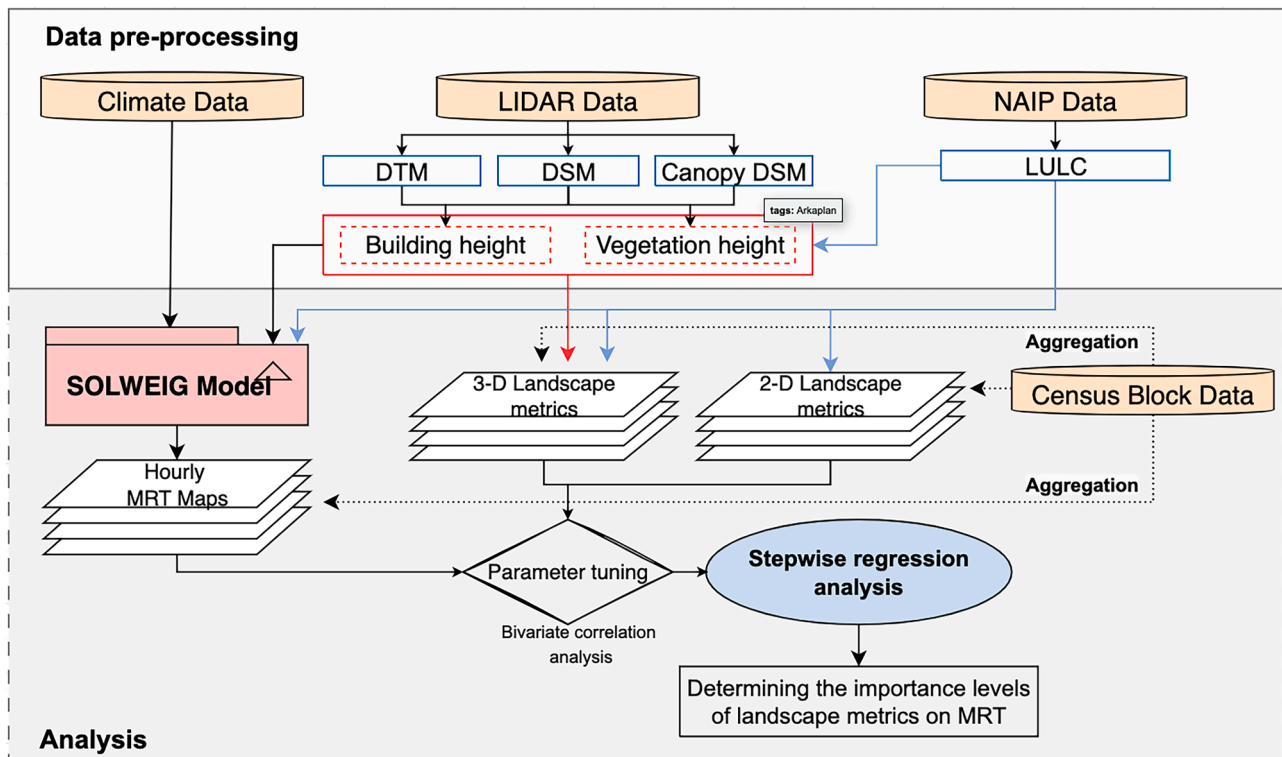 Data pre-processing
Climate Data
LIDAR Data
NAIP Data
DTM
DSM
Canopy DSM
LULC
tags: Arkaplan
Building height
Vegetation height
Aggregation
SOLWEIG Model
3-D Landscape
metrics
2-D Landscape
metrics
Census Block Data
Hourly
MRT Maps
Aggregation
Parameter tuning
Stepwise regression
analysis
Bivariate correlation
analysis
Determining the importance levels
of landscape metrics on MRT
Analysis